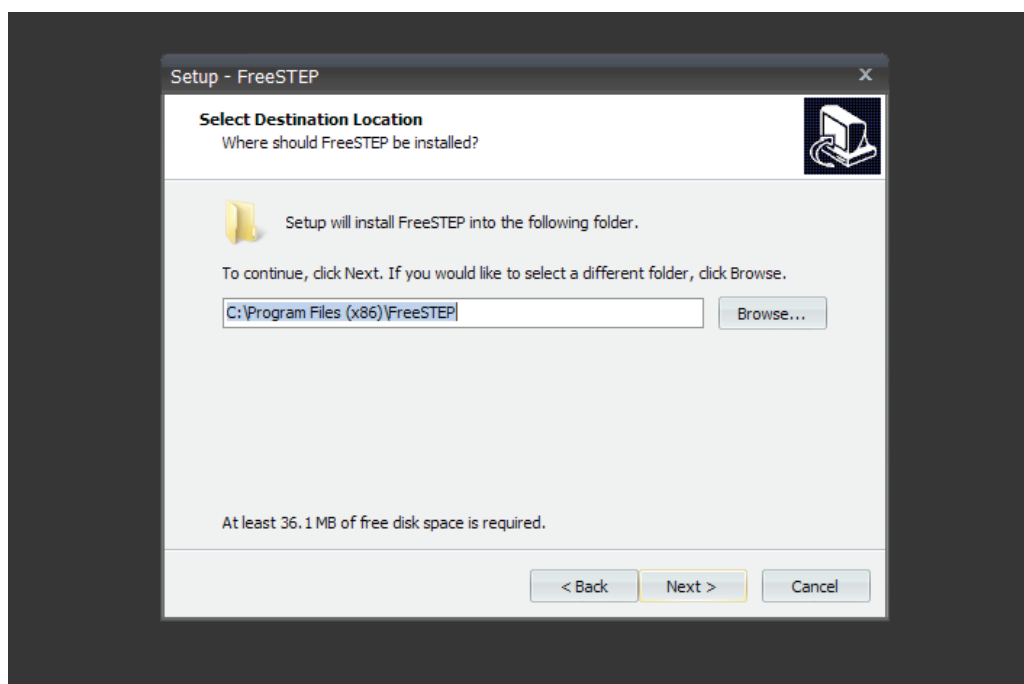 Setup - FreeSTEP
x
Select Destination Location
Where should FreeSTEP be installed?
Setup will install FreeSTEP into the following folder.
To continue, click Next. If you would like to select a different folder, click Browse.
C:\Program Files (x86)\FreeSTEP
Browse...
At least 36.1 MB of free disk space is required.
< Back
Next >
Cancel